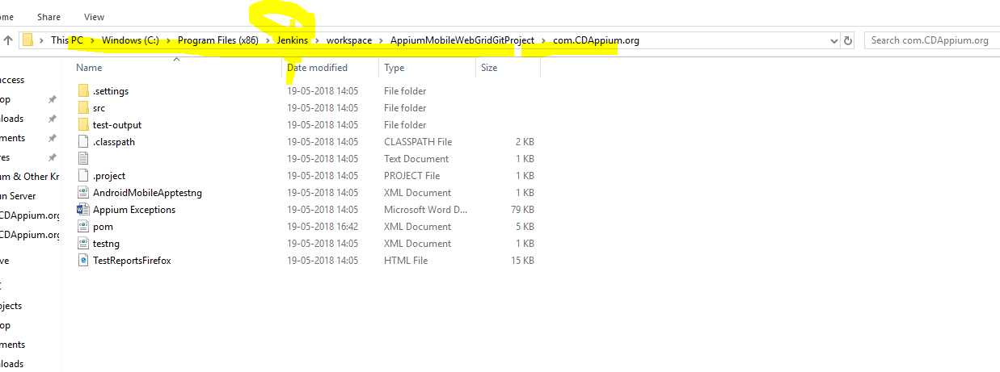 ome Share View
This PC Windows (C:) Program Files (x86) Jenkins workspace AppiumMobileWebGridGitProject com.CDAppium.org Search com.CDAppium.org
Name Date modified Type Size
ccess
.settings 19-05-2018 14:05 File folder
op
src 19-05-2018 14:05 File folder
loads
test-output 19-05-2018 14:05 File folder
ments
.classpath 19-05-2018 14:05 CLASSPATH File 2 KB
res
19-05-2018 14:05 Text Document 1 KB
um & Other Kr
.project 19-05-2018 14:05 PROJECT File 1 KB
un Server
AndroidMobileApptestng 19-05-2018 14:05 XML Document 1 KB
CDAppium.org
Appium Exceptions 19-05-2018 14:05 Microsoft Word D... 79 KB
CDAppium.org
pom 19-05-2018 16:42 XML Document 5 KB
testng 19-05-2018 14:05 XML Document 1 KB
ve
TestReportsFirefox 19-05-2018 14:05 HTML File 15 KB
C
bjects
op
ments
loads